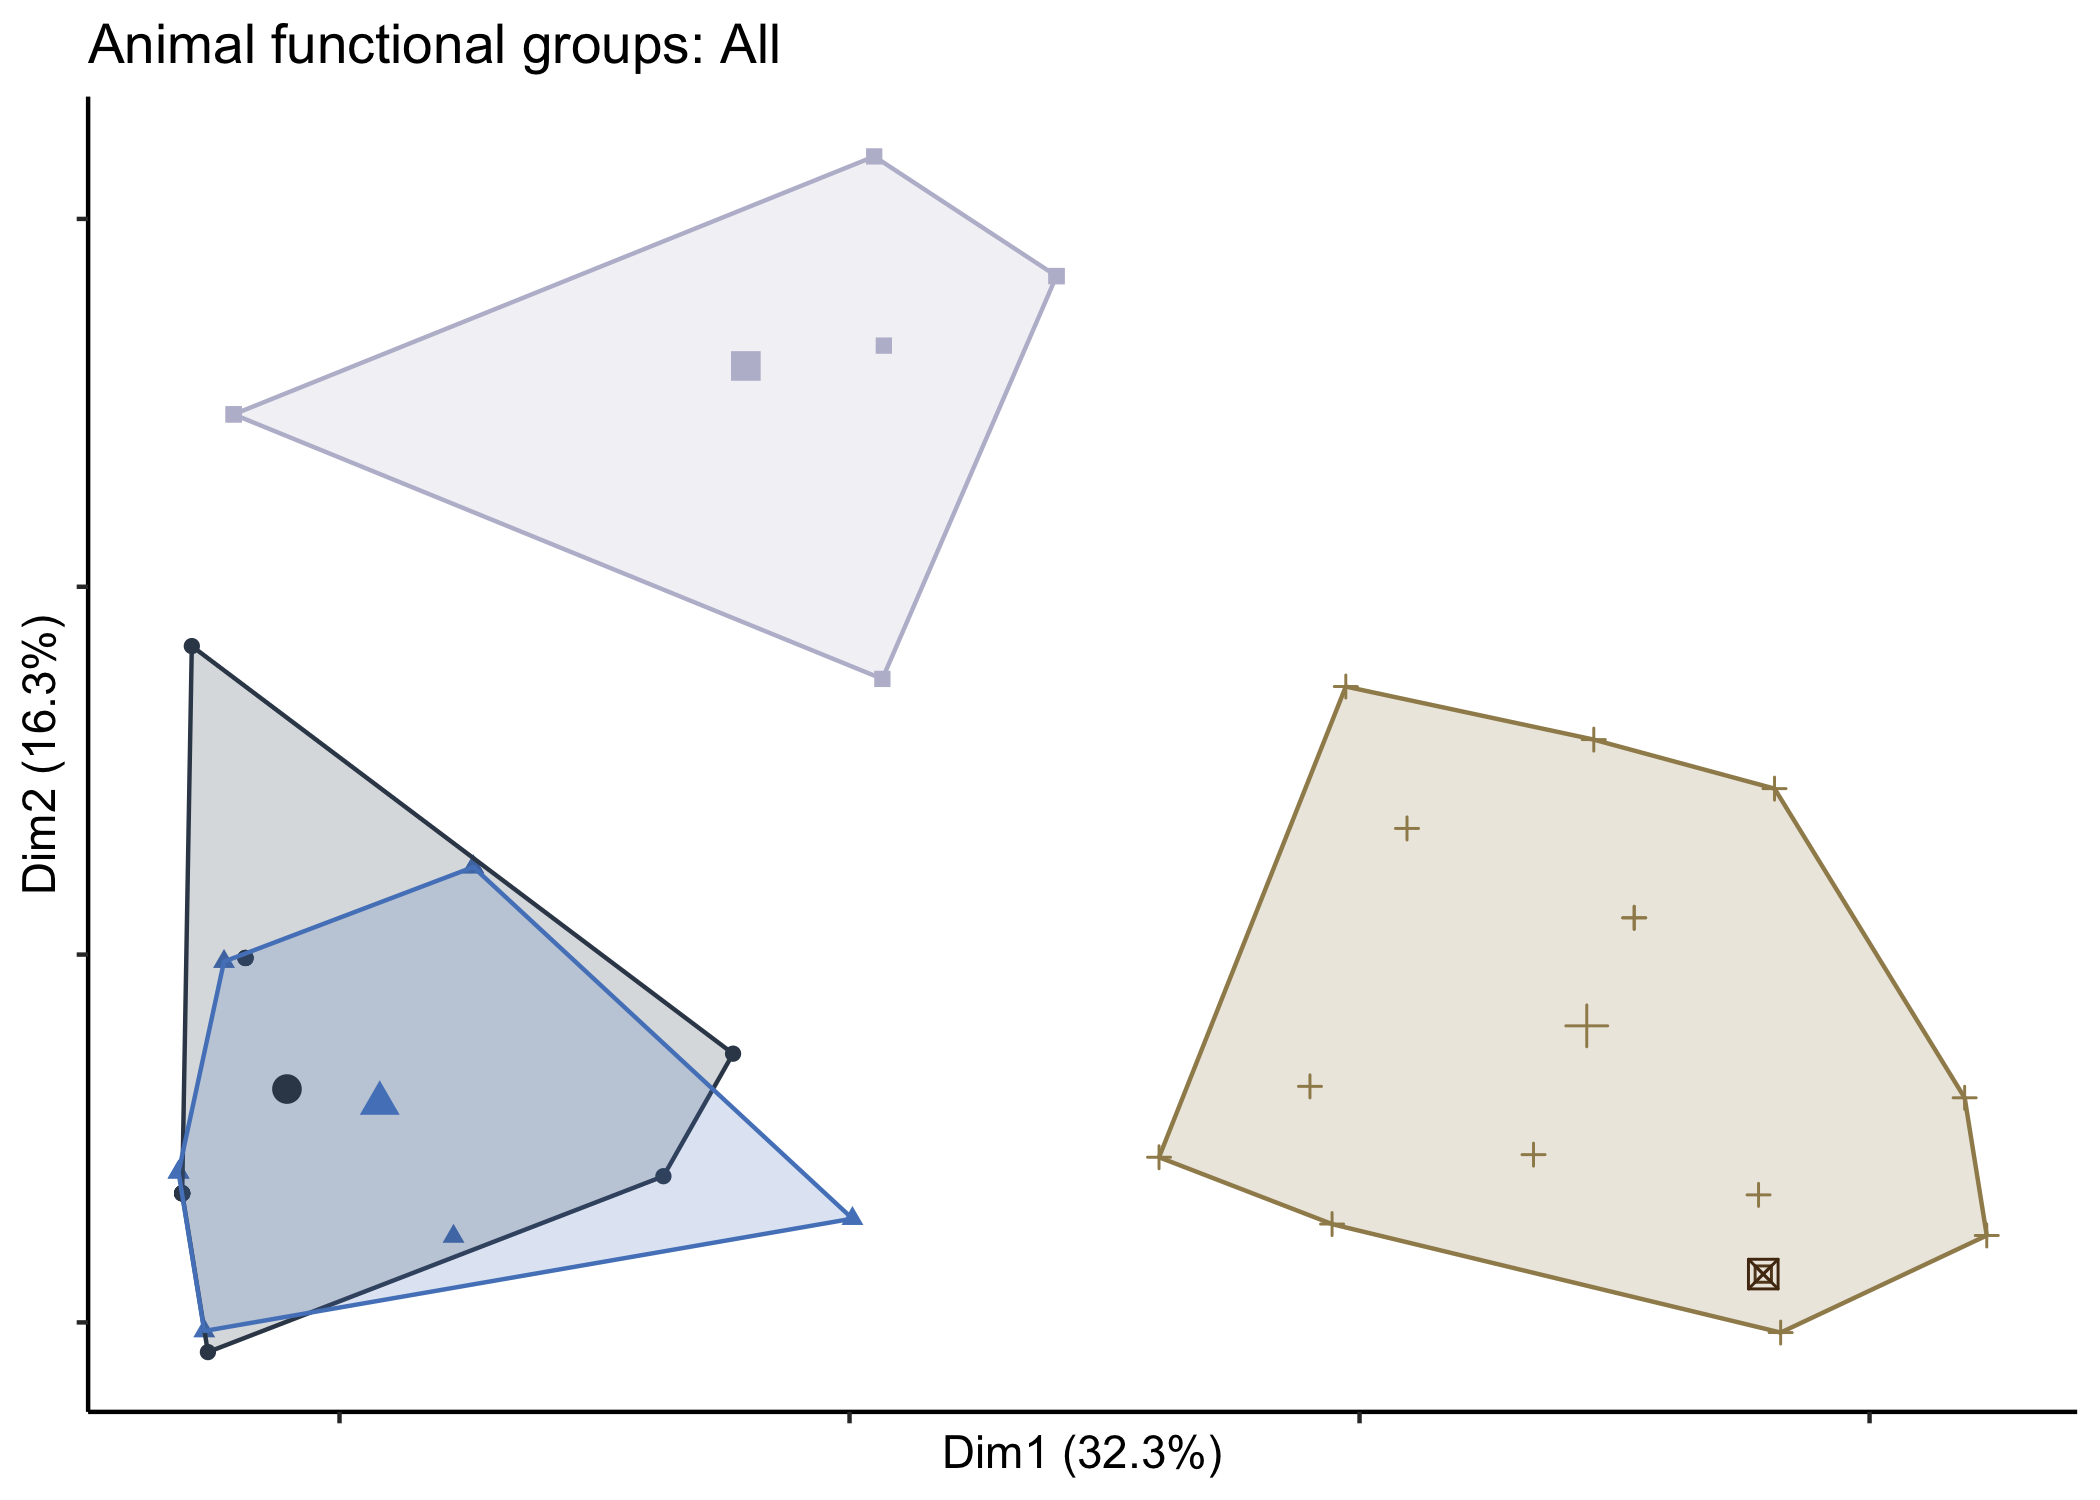 Animal functional groups: All
Dim2 (16.3%)
Dim1 (32.3%)